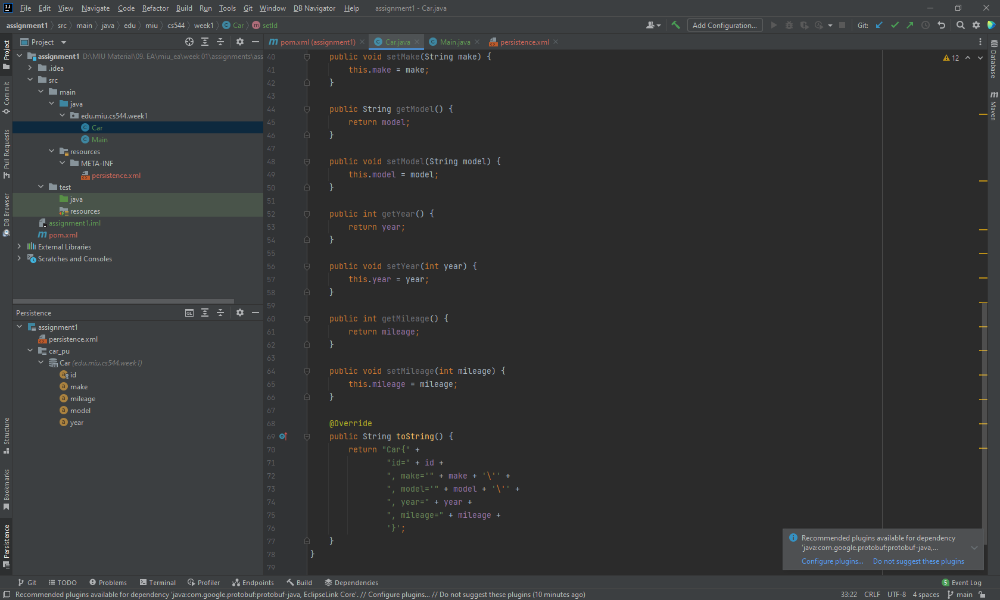 File Edit View Navigate Code Refactor Build Run Tools Git Window DB Navigator Help assignment1 - Car.java
assignment1 src main java edu miu cs544 week1 Car setId
Add Configuration...
Git:
Project
pom.xml (assignment1)
Car.java
Main.java
persistence.xml
Project
Commit
Pull Requests
DB Browser
Structure
Bookmarks
Persistence
assignment1 D:\MIU Material\09. EA\miu_ea\week 01\assignments\ass
.idea
src
main
java
edu.miu.cs544.week1
Car
Main
resources
META-INF
persistence.xml
test
java
resources
assignment1.iml
pom.xml
External Libraries
Scratches and Consoles
Persistence
assignment1
persistence.xml
car_pu
Car (edu.miu.cs544.week1)
id
make
mileage
model
year
40 public void setMake(String make) {
41 this.make = make;
42 }
43
44 public String getModel() {
45 return model;
46 }
47
48 public void setModel(String model) {
49 this.model = model;
50 }
51
52 public int getYear() {
53 return year;
54 }
55
56 public void setYear(int year) {
57 this.year = year;
58 }
59
60 public int getMileage() {
61 return mileage;
62 }
63
64 public void setMileage(int mileage) {
65 this.mileage = mileage;
66 }
67
68 @Override
69 public String toString() {
70 return "Car{" +
71 "id=" + id +
72 ", make='" + make + '\'' +
73 ", model='" + model + '\'' +
74 ", year=" + year +
75 ", mileage=" + mileage +
76 '}';
77 }
78 }
79
12
Database
Maven
Recommended plugins available for dependency
'java:com.google.protobuf:protobuf-java,...
Configure plugins... Do not suggest these plugins
Git TODO Problems Terminal Profiler Endpoints Build Dependencies 5 Event Log
Recommended plugins available for dependency 'java:com.google.protobuf:protobuf-java, EclipseLink Core'. // Configure plugins... // Do not suggest these plugins (10 minutes ago) 33:22 CRLF UTF-8 4 spaces main